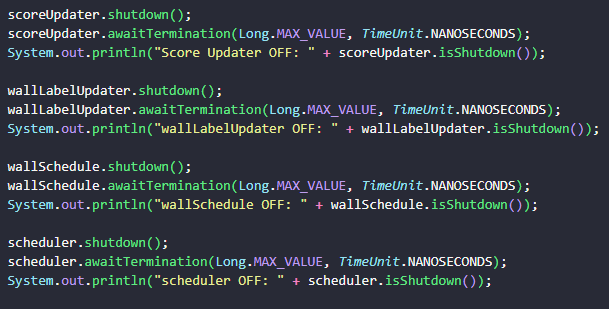 scoreUpdater.shutdown();
scoreUpdater.awaitTermination(Long.MAX_VALUE, TimeUnit.NANOSECONDS);
System.out.println("Score Updater OFF: " + scoreUpdater.isShutdown());
wallLabelUpdater.shutdown();
wallLabelUpdater.awaitTermination(Long.MAX_VALUE, TimeUnit.NANOSECONDS);
System.out.println("wallLabelUpdater OFF: " + wallLabelUpdater.isShutdown());
wallSchedule.shutdown();
wallSchedule.awaitTermination(Long.MAX_VALUE, TimeUnit.NANOSECONDS);
System.out.println("wallSchedule OFF: " + wallSchedule.isShutdown());
scheduler.shutdown();
scheduler.awaitTermination(Long.MAX_VALUE, TimeUnit.NANOSECONDS);
System.out.println("scheduler OFF: " + scheduler.isShutdown());